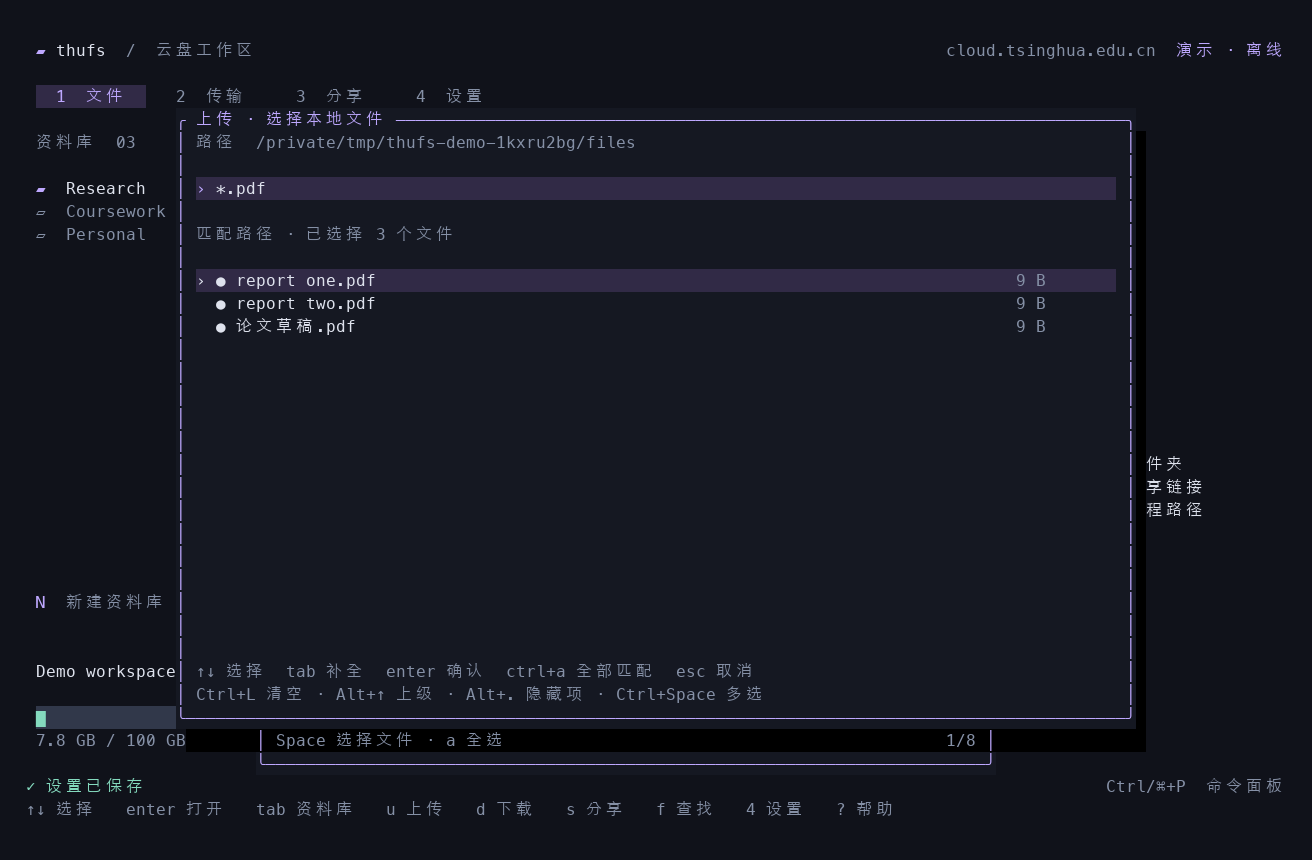 ▰ thufs / 云盘工作区 cloud.tsinghua.edu.cn 演示 · 离线
1 文件 2 传输 3 分享 4 设置
上传 · 选择本地文件
资料库 03
路径 /private/tmp/thufs-demo-1kxru2bg/files
▰ Research
› *.pdf
▱ Coursework
▱ Personal
匹配路径 · 已选择 3 个文件
› ● report one.pdf 9 B
● report two.pdf 9 B
● 论文草稿.pdf 9 B
件夹
享链接
程路径
N 新建资料库
Demo workspace
↑↓ 选择 tab 补全 enter 确认 ctrl+a 全部匹配 esc 取消
Ctrl+L 清空 · Alt+↑ 上级 · Alt+. 隐藏项 · Ctrl+Space 多选
7.8 GB / 100 GB
Space 选择文件 · a 全选 1/8
✓ 设置已保存 Ctrl/⌘+P 命令面板
↑↓ 选择 enter 打开 tab 资料库 u 上传 d 下载 s 分享 f 查找 4 设置 ? 帮助